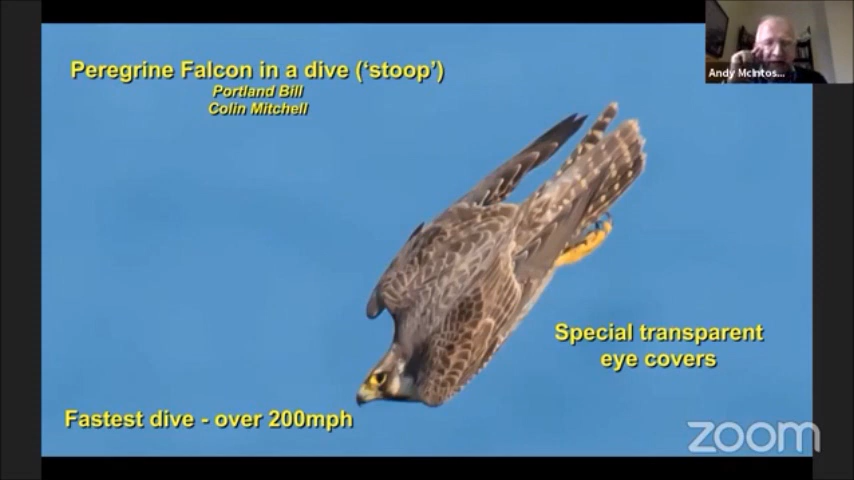 Peregrine Falcon in a dive ('stoop')
Portland Bill
Colin Mitchell
Andy McIntos...
Special transparent
eye covers
Fastest dive - over 200mph
zoom